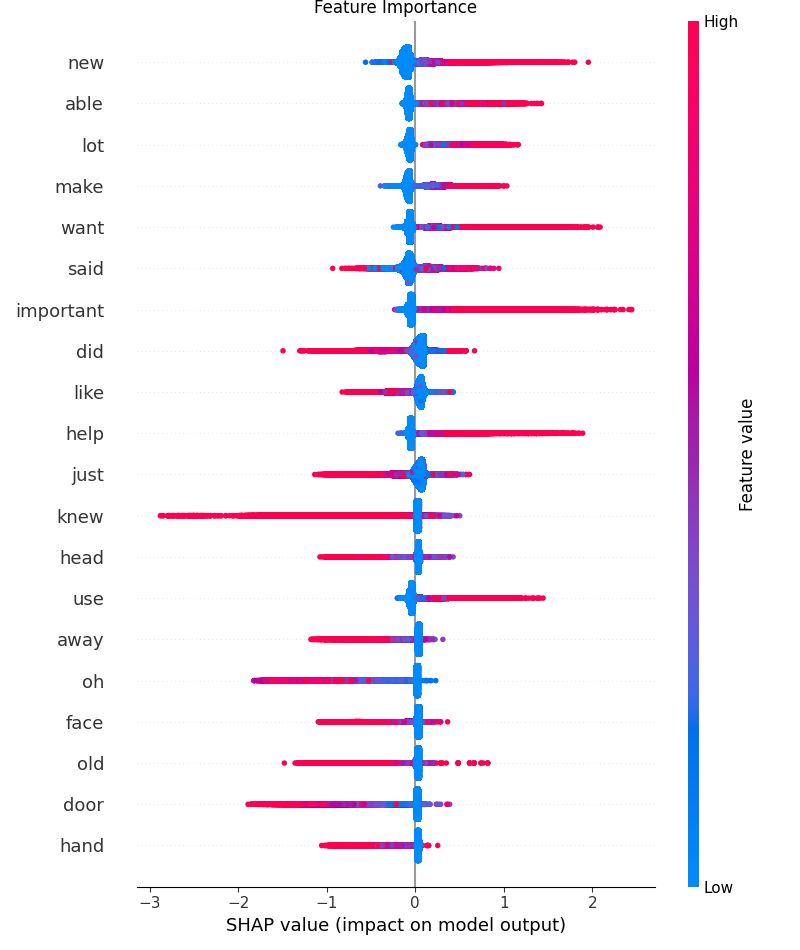 Feature Importance
High
new
able
lot
make
want
said
important
did
like
help
just
knew
head
use
away
oh
face
old
door
hand
Feature value
Low
−3 −2 −1 0 1 2
SHAP value (impact on model output)